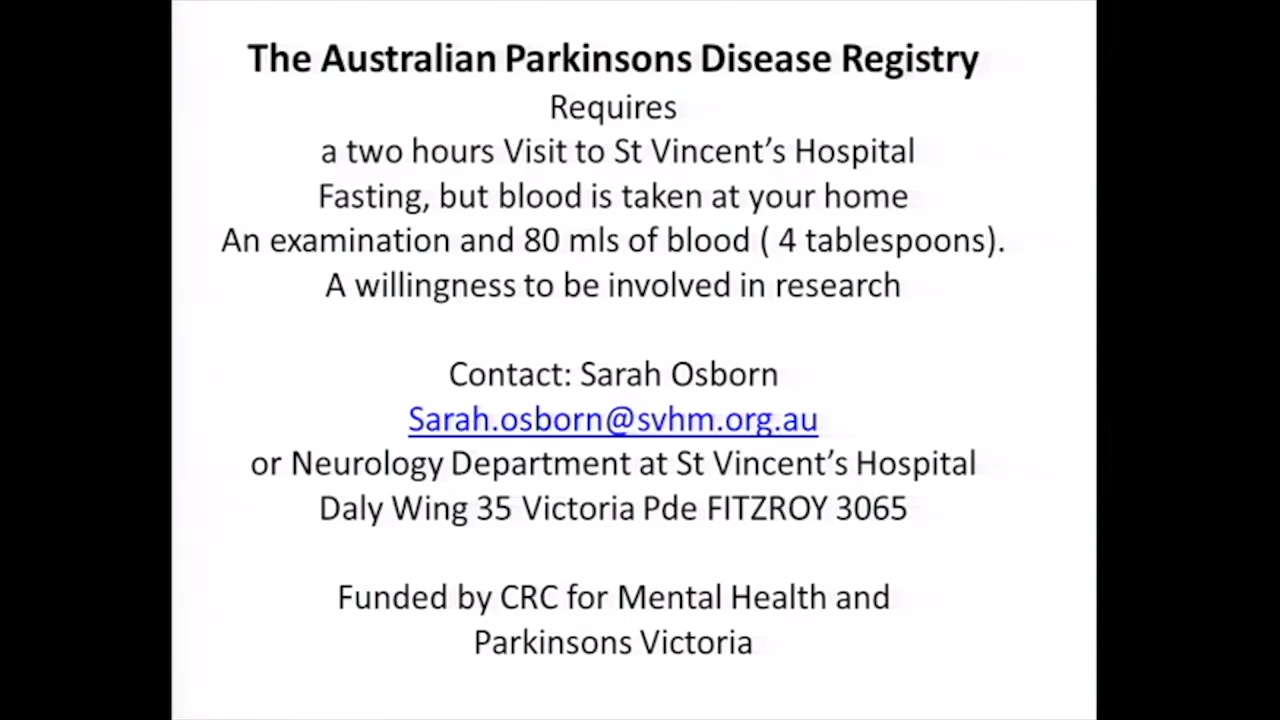 The Australian Parkinsons Disease Registry
Requires
a two hours Visit to St Vincent’s Hospital
Fasting, but blood is taken at your home
An examination and 80 mls of blood ( 4 tablespoons).
A willingness to be involved in research
Contact: Sarah Osborn
Sarah.osborn@svhm.org.au
or Neurology Department at St Vincent’s Hospital
Daly Wing 35 Victoria Pde FITZROY 3065
Funded by CRC for Mental Health and
Parkinsons Victoria